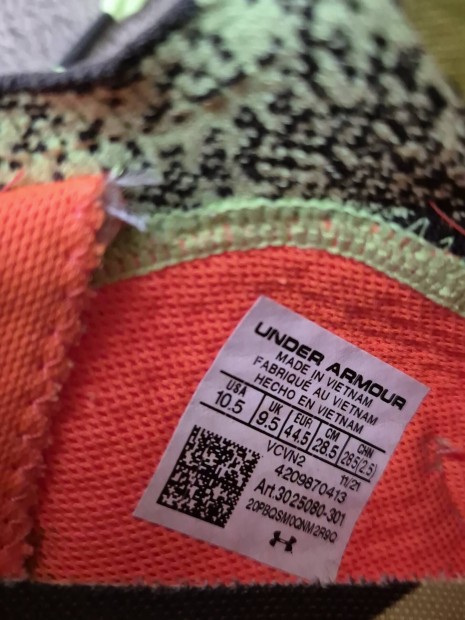 UNDER ARMOUR
MADE IN VIETNAM
FABRIQUÉ AU VIETNAM
HECHO EN VIETNAM
USA UK EUR CM CHN
10.5 9.5 44.5 28.5 285(2.5)
VCVN2 11/21
4209870413
Art.3025080-301
20PBQSM0QNM2R9O